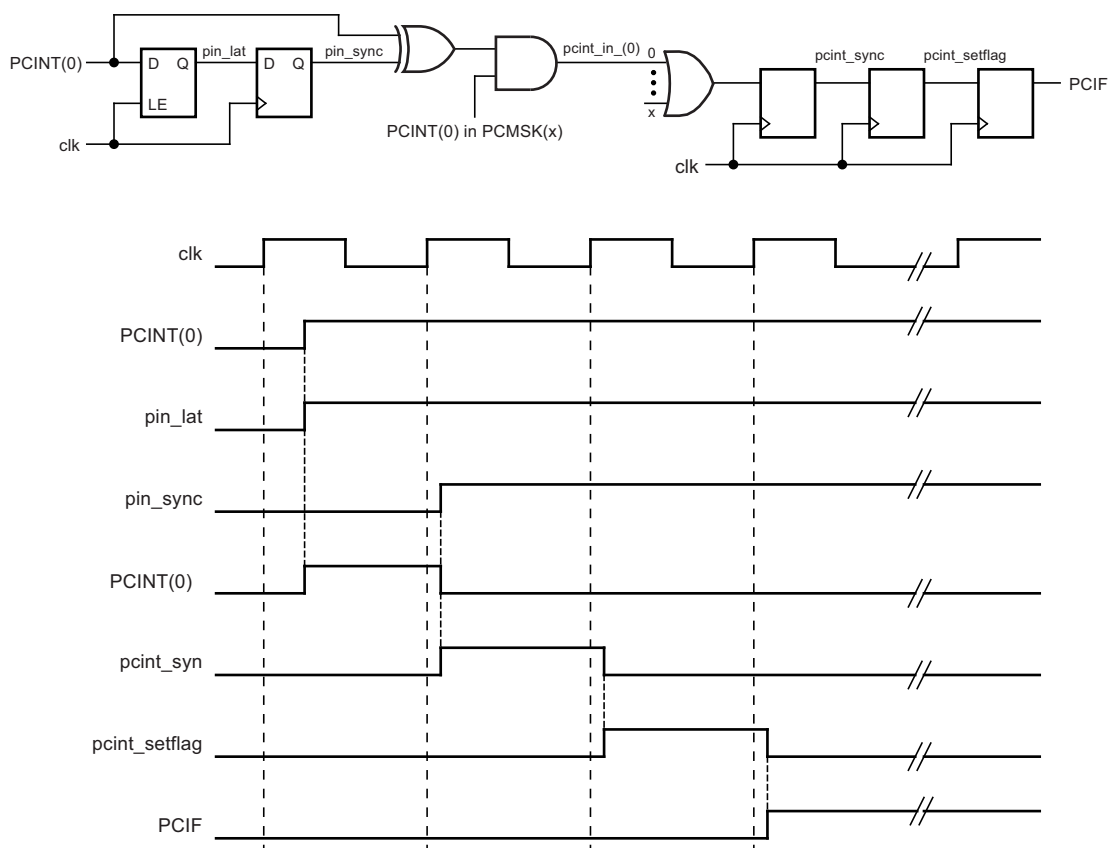 PCINT(0)
D Q
LE
pin_lat
D Q
pin_sync
clk
PCINT(0) in PCMSK(x)
pcint_in_(0)
0
x
pcint_sync
pcint_setflag
PCIF
clk
clk
PCINT(0)
pin_lat
pin_sync
PCINT(0)
pcint_syn
pcint_setflag
PCIF